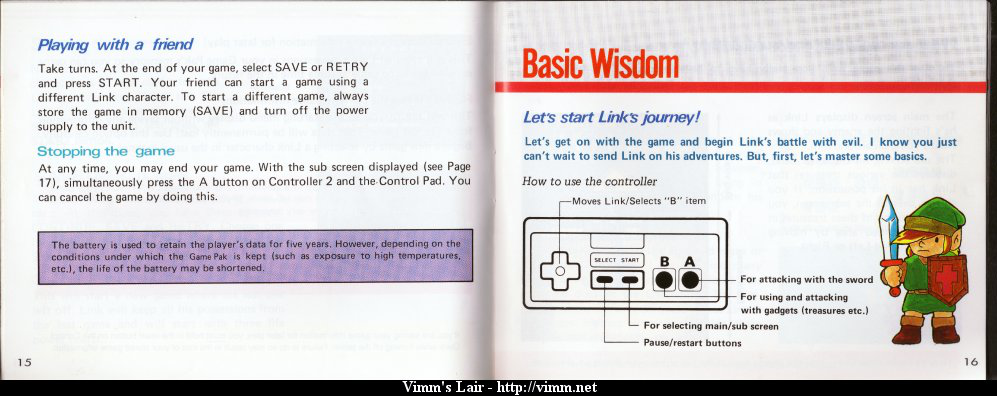 Playing with a friend
Take turns. At the end of your game, select SAVE or RETRY
and press START. Your friend can start a game using a
different Link character. To start a different game, always
store the game in memory (SAVE) and turn off the power
supply to the unit.
Stopping the game
At any time, you may end your game. With the sub screen displayed (see Page
17), simultaneously press the A button on Controller 2 and the Control Pad. You
can cancel the game by doing this.
The battery is used to retain the player's data for five years. However, depending on the
conditions under which the Game Pak is kept (such as exposure to high temperatures,
etc.), the life of the battery may be shortened.
15
Basic Wisdom
Let's start Link's journey!
Let's get on with the game and begin Link's battle with evil. I know you just
can't wait to send Link on his adventures. But, first, let's master some basics.
How to use the controller
Moves Link/Selects "B" item
SELECT START
B A
For attacking with the sword
For using and attacking
with gadgets (treasures etc.)
For selecting main/sub screen
Pause/restart buttons
16
Vimm's Lair - http://vimm.net